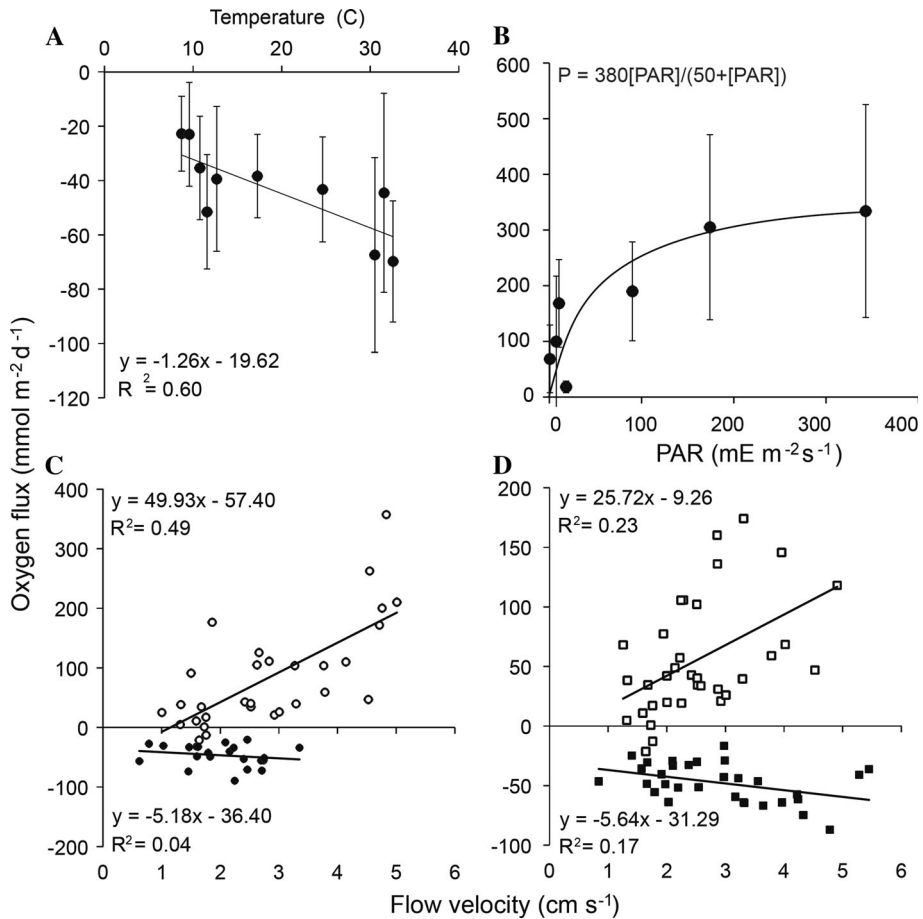 Temperature (C)
A
0 10 20 30 40
0
-20
-40
-60
-80
-100
-120
y = -1.26x - 19.62
R 2 = 0.60
B
P = 380[PAR]/(50+[PAR])
600
500
400
300
200
100
0
0 100 200 300 400
PAR (mE m-2s-1)
Oxygen flux (mmol m-2d-1)
C
y = 49.93x - 57.40
R2= 0.49
400
300
200
100
0
-100
-200
y = -5.18x - 36.40
R2= 0.04
0 1 2 3 4 5 6
D
y = 25.72x - 9.26
R2= 0.23
200
150
100
50
0
-50
-100
y = -5.64x - 31.29
R2= 0.17
0 1 2 3 4 5 6
Flow velocity (cm s-1)